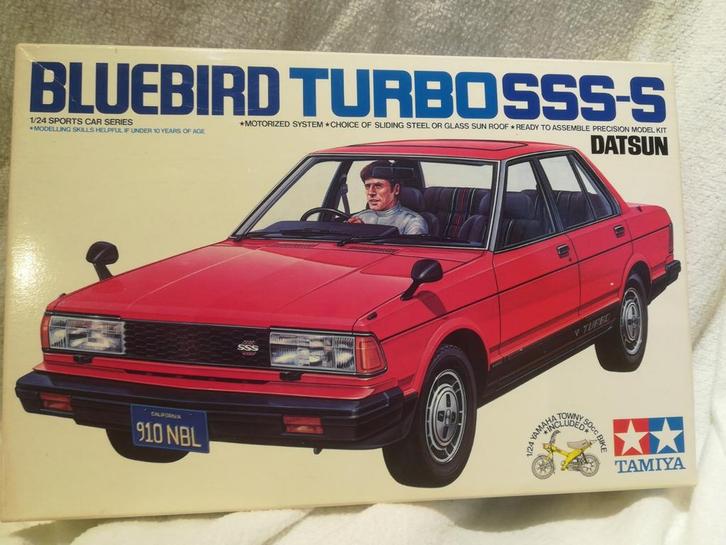 BLUEBIRD TURBO SSS-S
1/24 SPORTS CAR SERIES
★MOTORIZED SYSTEM ★CHOICE OF SLIDING STEEL OR GLASS SUN ROOF ★READY TO ASSEMBLE PRECISION MODEL KIT
★MODELLING SKILLS HELPFUL IF UNDER 10 YEARS OF AGE
DATSUN
TURBO
SSS
CALIFORNIA
910 NBL
1/24 YAMAHA TOWNY 50cc BIKE
★INCLUDED★
TAMIYA